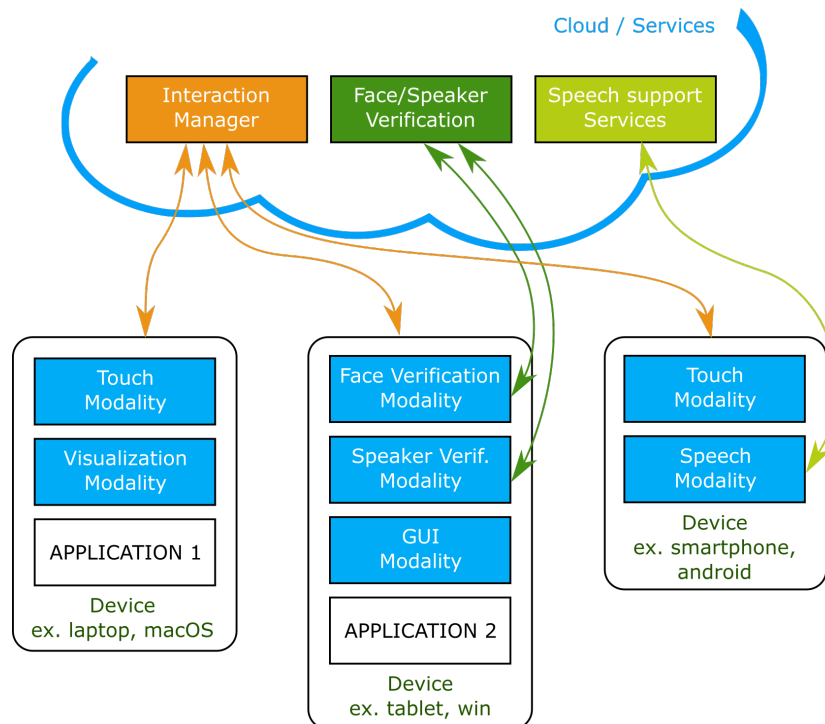 Cloud / Services
Interaction
Manager
Face/Speaker
Verification
Speech support
Services
Touch
Modality
Visualization
Modality
APPLICATION 1
Device
ex. laptop, macOS
Face Verification
Modality
Speaker Verif.
Modality
GUI
Modality
APPLICATION 2
Device
ex. tablet, win
Touch
Modality
Speech
Modality
Device
ex. smartphone,
android